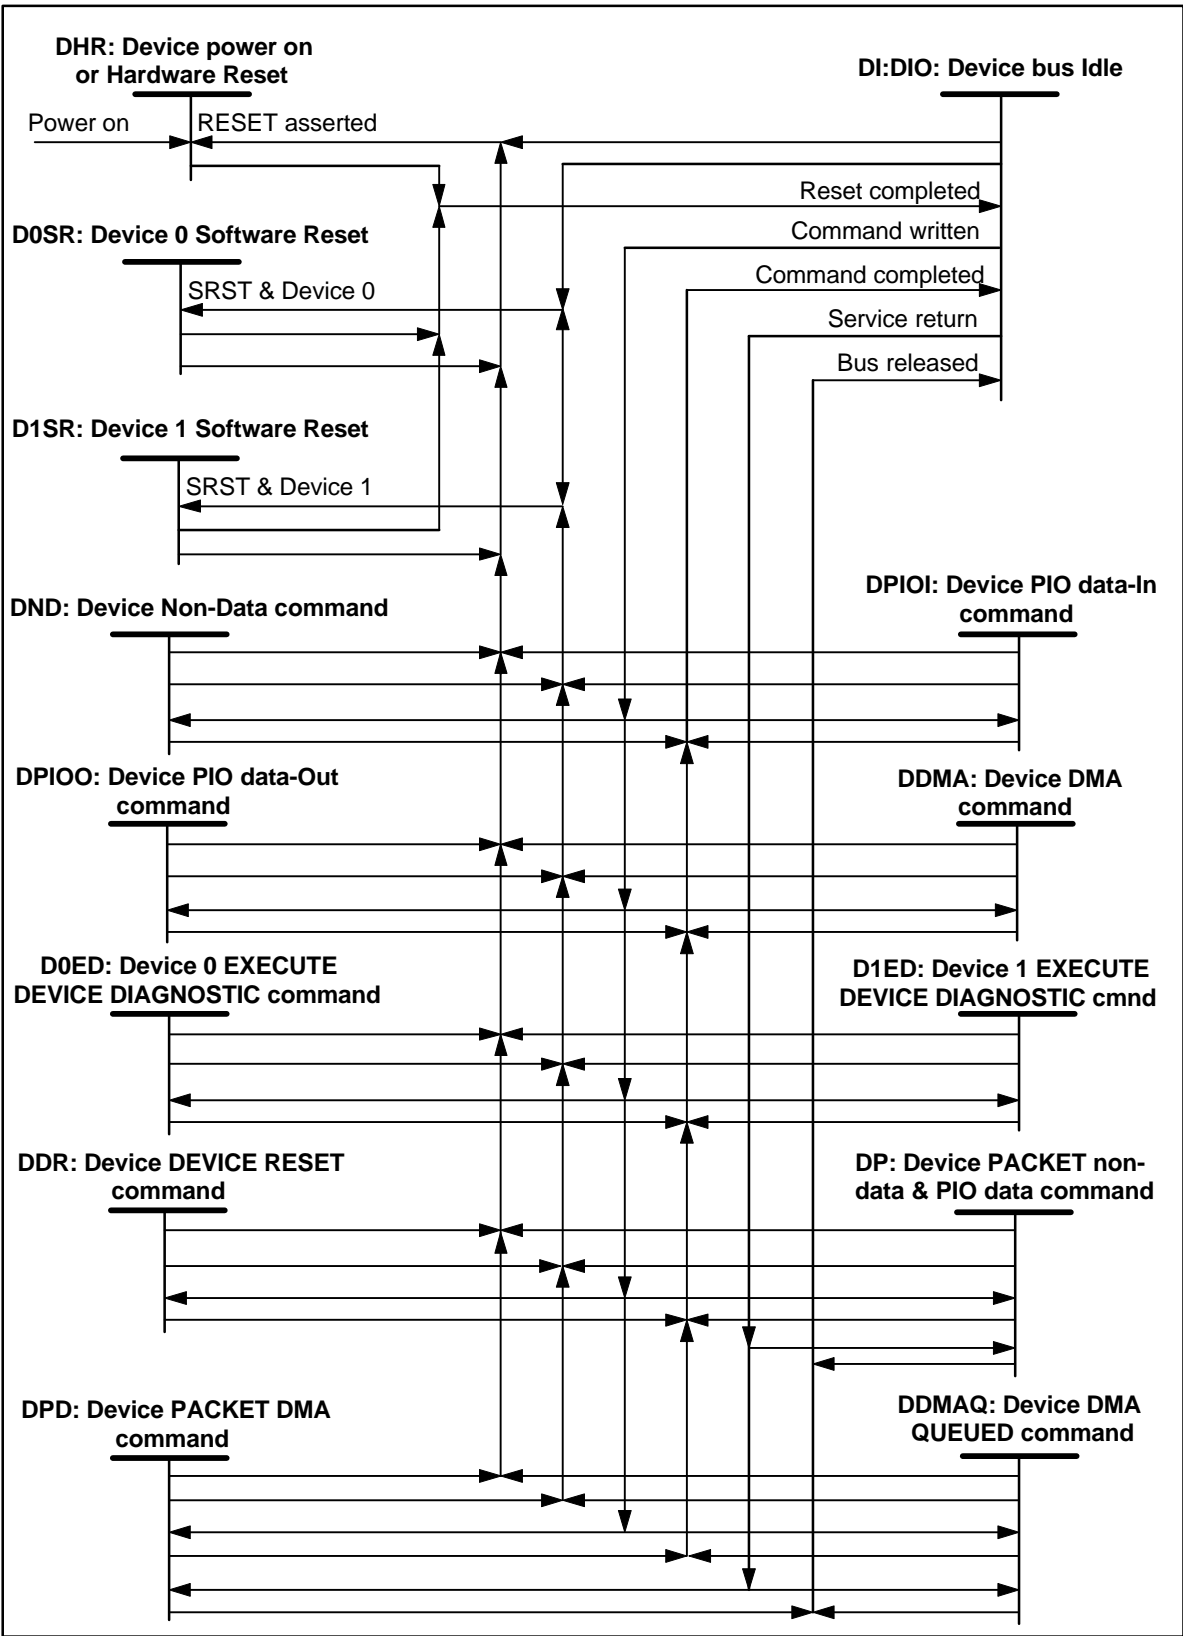 DHR: Device power on
or Hardware Reset
DI:DIO: Device bus Idle
Power on
RESET asserted
Reset completed
D0SR: Device 0 Software Reset
Command written
SRST & Device 0
Command completed
Service return
Bus released
D1SR: Device 1 Software Reset
SRST & Device 1
DND: Device Non-Data command
DPIOI: Device PIO data-In
command
DPIOO: Device PIO data-Out
command
DDMA: Device DMA
command
D0ED: Device 0 EXECUTE
DEVICE DIAGNOSTIC command
D1ED: Device 1 EXECUTE
DEVICE DIAGNOSTIC cmnd
DDR: Device DEVICE RESET
command
DP: Device PACKET non-
data & PIO data command
DPD: Device PACKET DMA
command
DDMAQ: Device DMA
QUEUED command